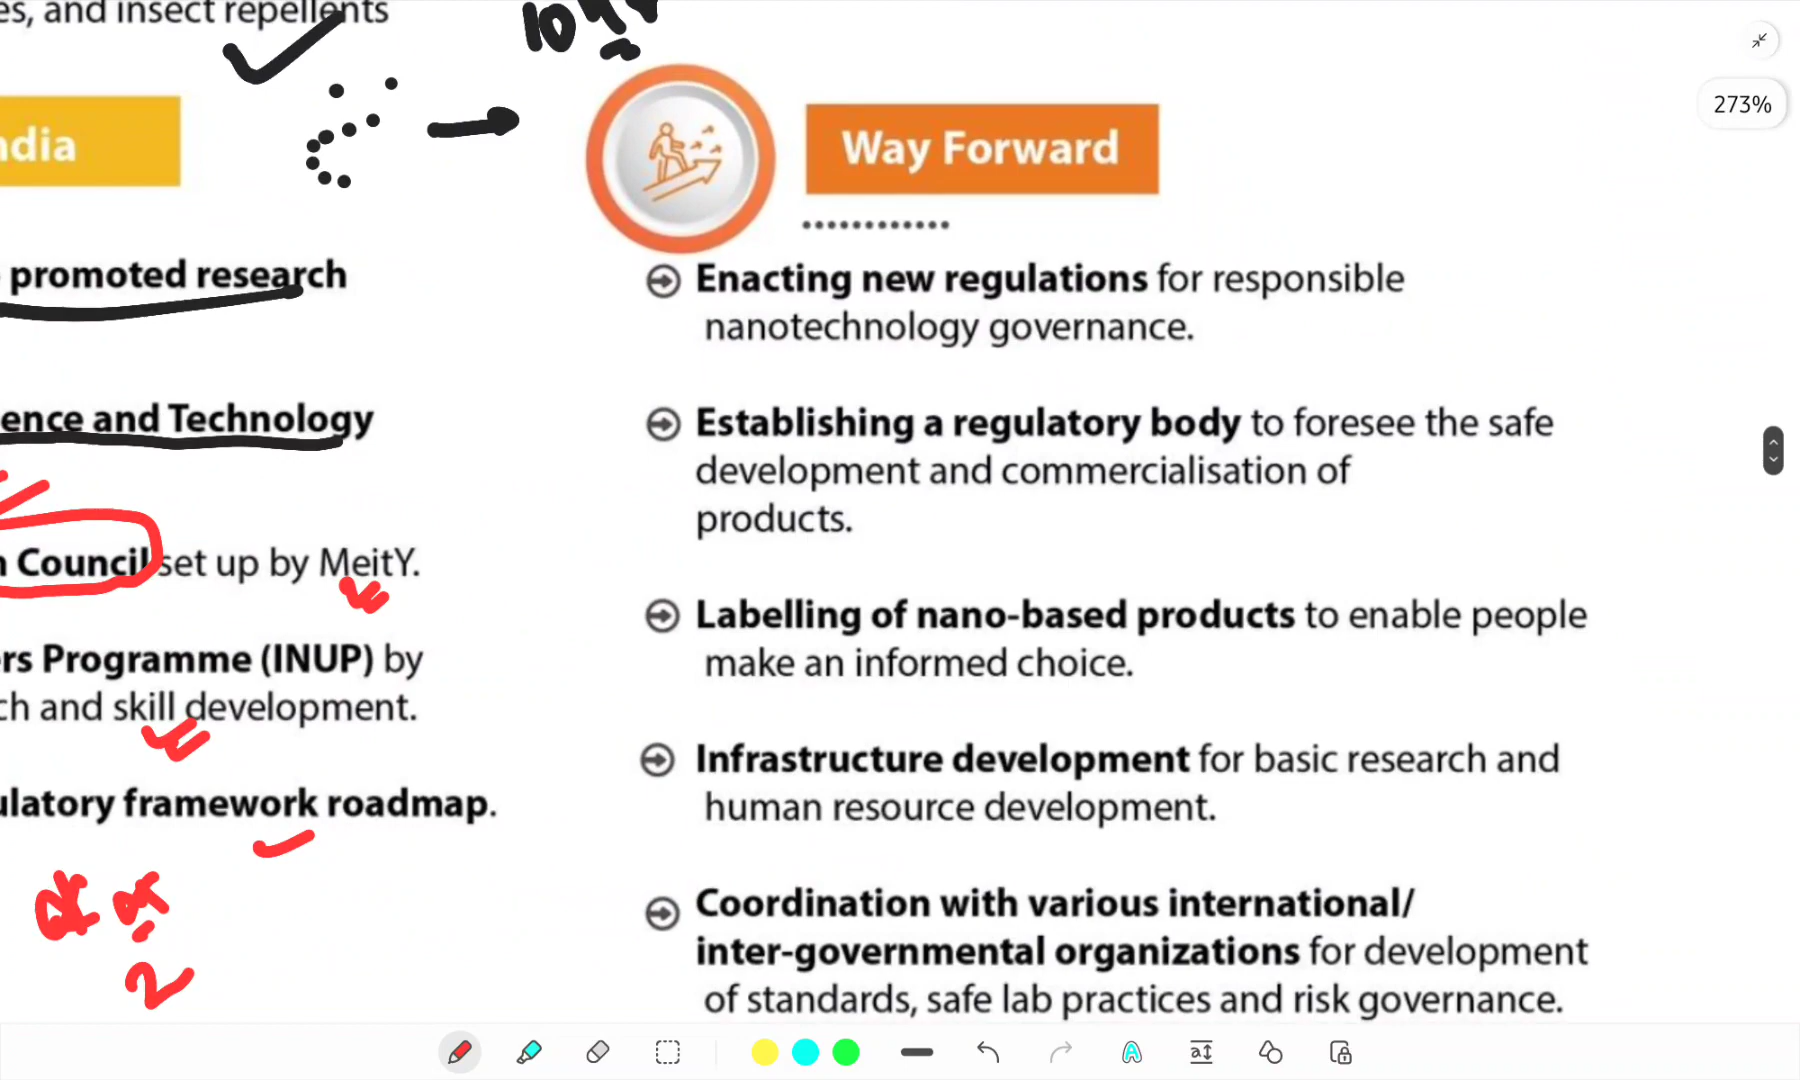 es, and insect repellents
ndia
promoted research
ence and Technology
n Council set up by MeitY.
ers Programme (INUP) by
ch and skill development.
ulatory framework roadmap.
2
Way Forward
Enacting new regulations for responsible
nanotechnology governance.
Establishing a regulatory body to foresee the safe
development and commercialisation of
products.
Labelling of nano-based products to enable people
make an informed choice.
Infrastructure development for basic research and
human resource development.
Coordination with various international/
inter-governmental organizations for development
of standards, safe lab practices and risk governance.
273%